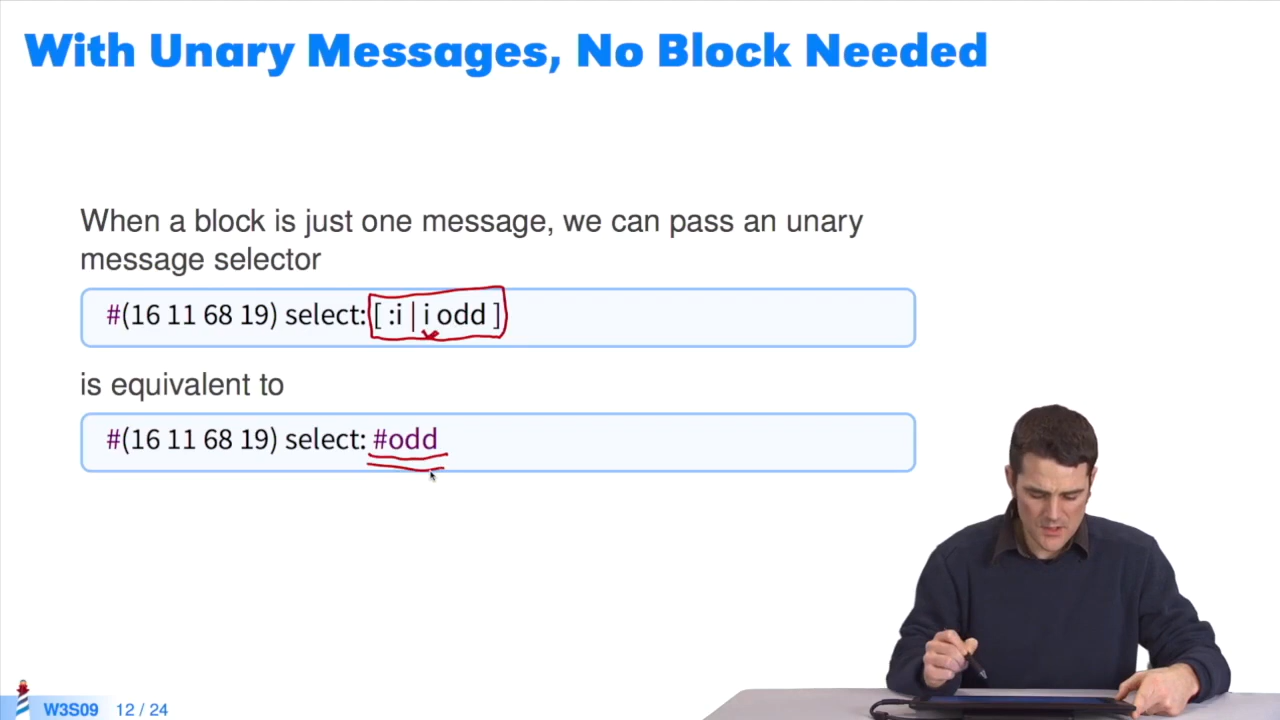 With Unary Messages, No Block Needed
When a block is just one message, we can pass an unary
message selector
#(16 11 68 19) select: [ :i | i odd ]
is equivalent to
#(16 11 68 19) select: #odd
W3S09 12 / 24